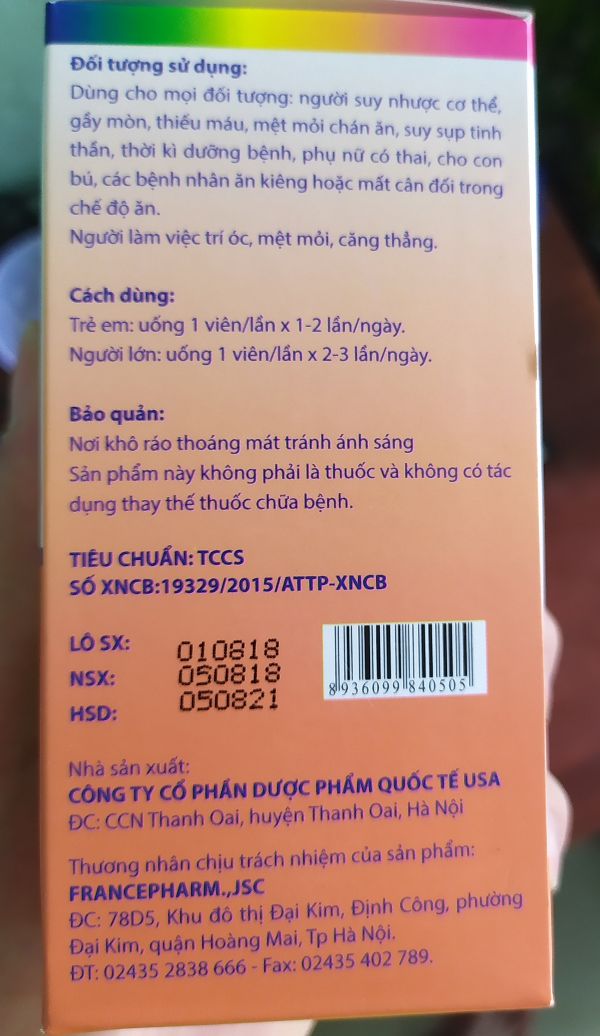 Đối tượng sử dụng:
Dùng cho mọi đối tượng: người suy nhược cơ thể,
gầy mòn, thiếu máu, mệt mỏi chán ăn, suy sụp tinh
thần, thời kì dưỡng bệnh, phụ nữ có thai, cho con
bú, các bệnh nhân ăn kiêng hoặc mất cân đối trong
chế độ ăn.
Người làm việc trí óc, mệt mỏi, căng thẳng.
Cách dùng:
Trẻ em: uống 1 viên/lần x 1-2 lần/ngày.
Người lớn: uống 1 viên/lần x 2-3 lần/ngày.
Bảo quản:
Nơi khô ráo thoáng mát tránh ánh sáng
Sản phẩm này không phải là thuốc và không có tác
dụng thay thế thuốc chữa bệnh.
TIÊU CHUẨN: TCCS
SỐ XNCB:19329/2015/ATTP-XNCB
LÔ SX: 010818
NSX: 050818
HSD: 050821
8936099840505
Nhà sản xuất:
CÔNG TY CỔ PHẦN DƯỢC PHẨM QUỐC TẾ USA
ĐC: CCN Thanh Oai, huyện Thanh Oai, Hà Nội
Thương nhân chịu trách nhiệm của sản phẩm:
FRANCEPHARM.,JSC
ĐC: 78D5, Khu đô thị Đại Kim, Định Công, phường
Đại Kim, quận Hoàng Mai, Tp Hà Nội.
ĐT: 02435 2838 666 - Fax: 02435 402 789.